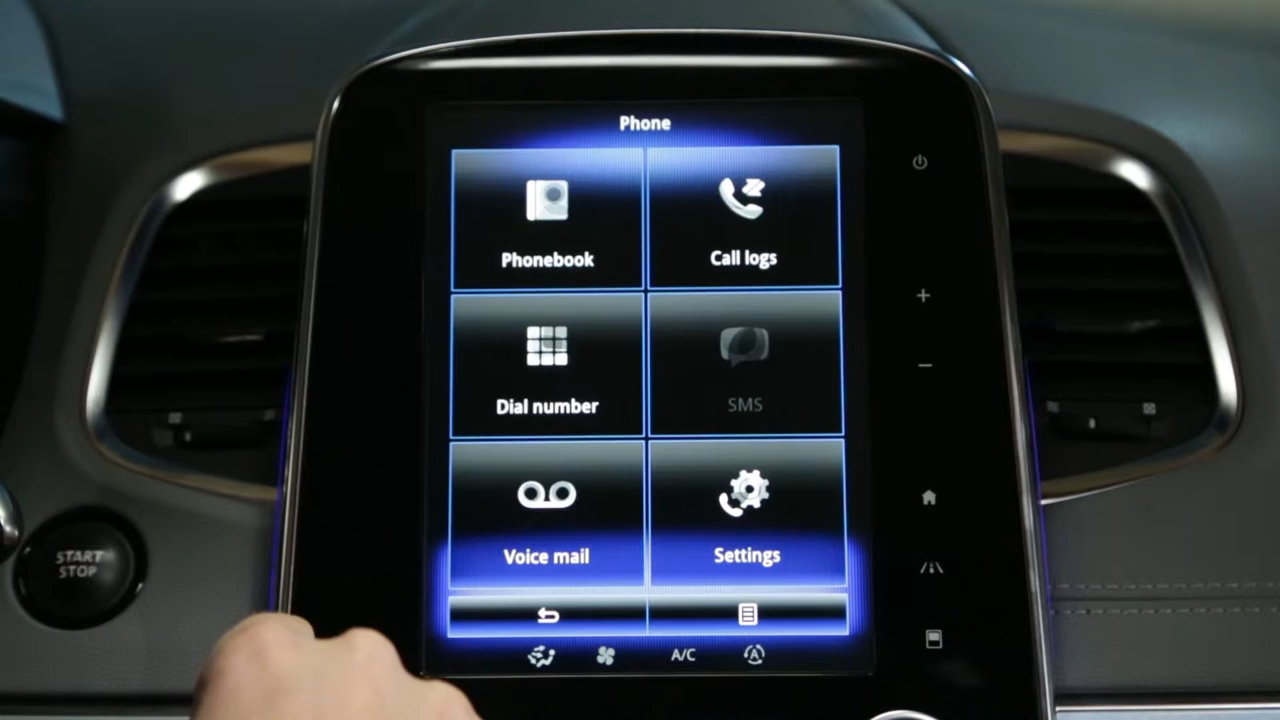 Phone
Phonebook
Call logs
Dial number
SMS
Voice mail
Settings
A/C
START
STOP